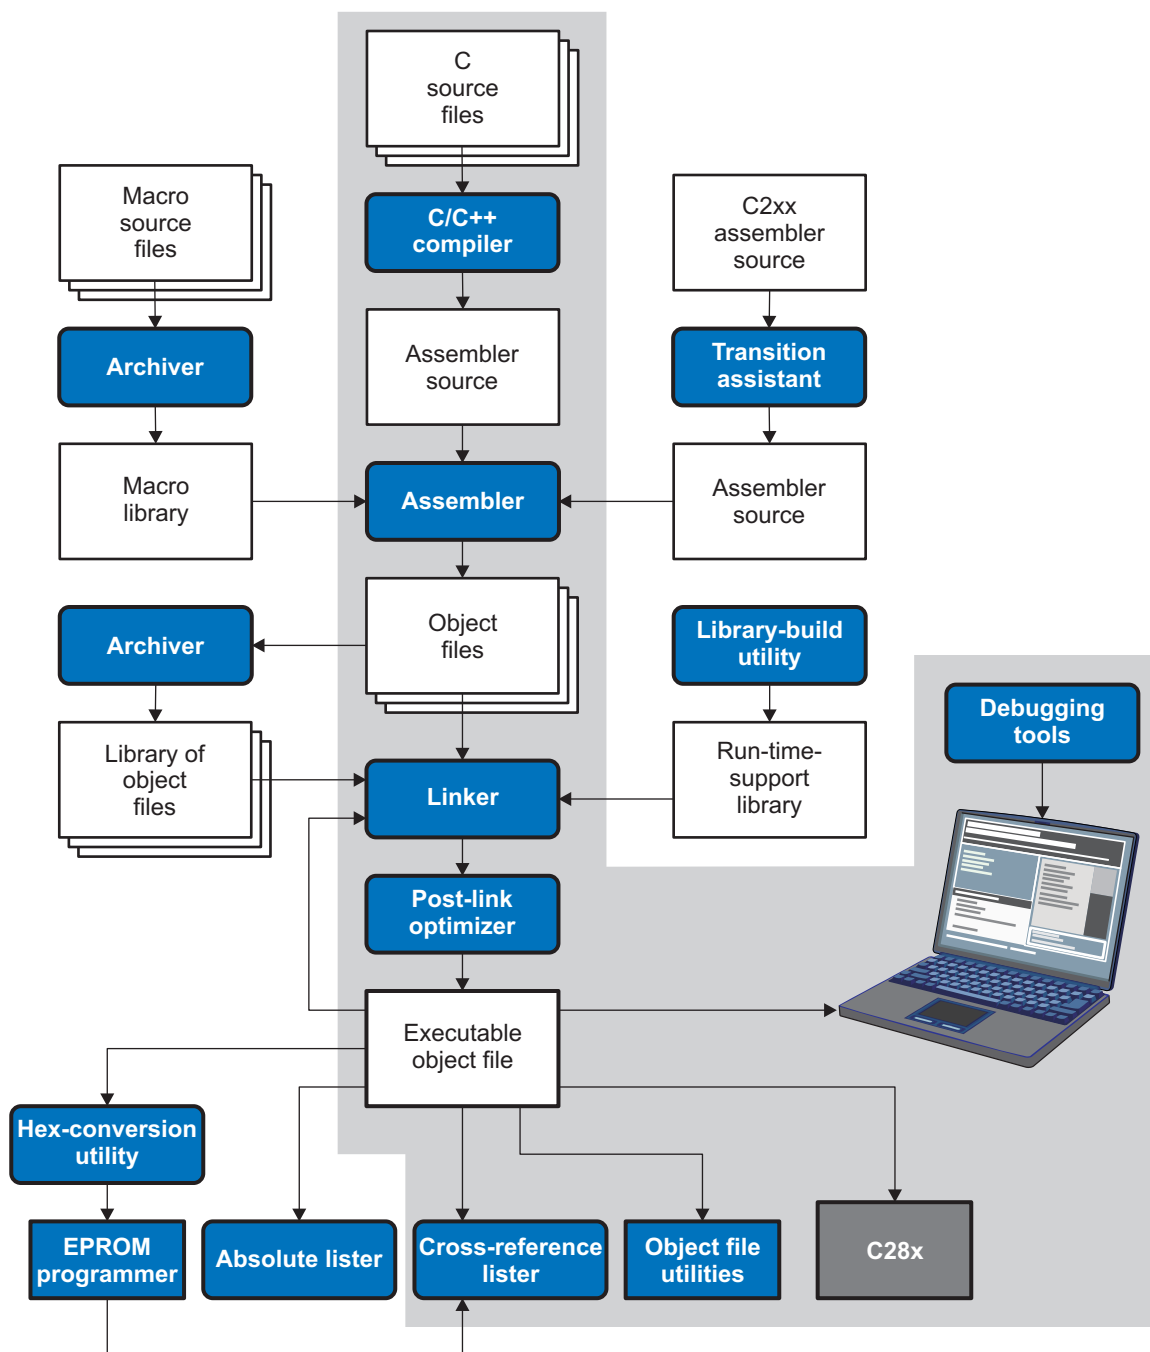 C
source
files
Macro
source
files
C/C++
compiler
C2xx
assembler
source
Archiver
Assembler
source
Transition
assistant
Macro
library
Assembler
Assembler
source
Archiver
Object
files
Library-build
utility
Debugging
tools
Library of
object
files
Linker
Run-time-
support
library
Post-link
optimizer
Executable
object file
Hex-conversion
utility
EPROM
programmer
Absolute lister
Cross-reference
lister
Object file
utilities
C28x